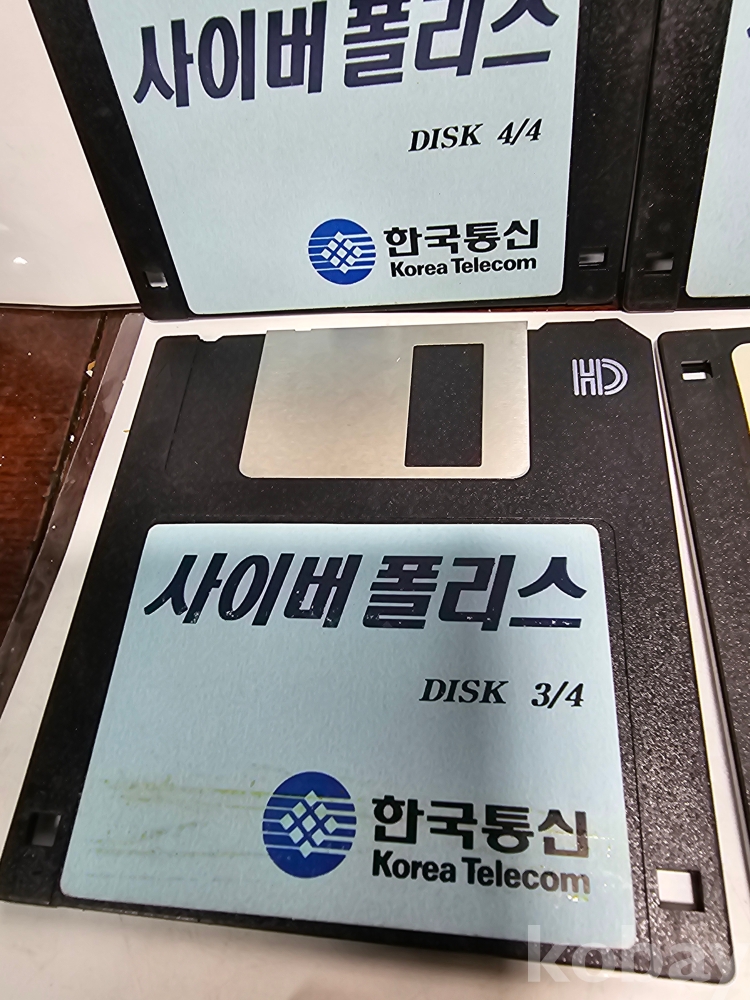 사이버 폴리스
DISK 4/4
한국통신
Korea Telecom
HD
사이버 폴리스
DISK 3/4
한국통신
Korea Telecom